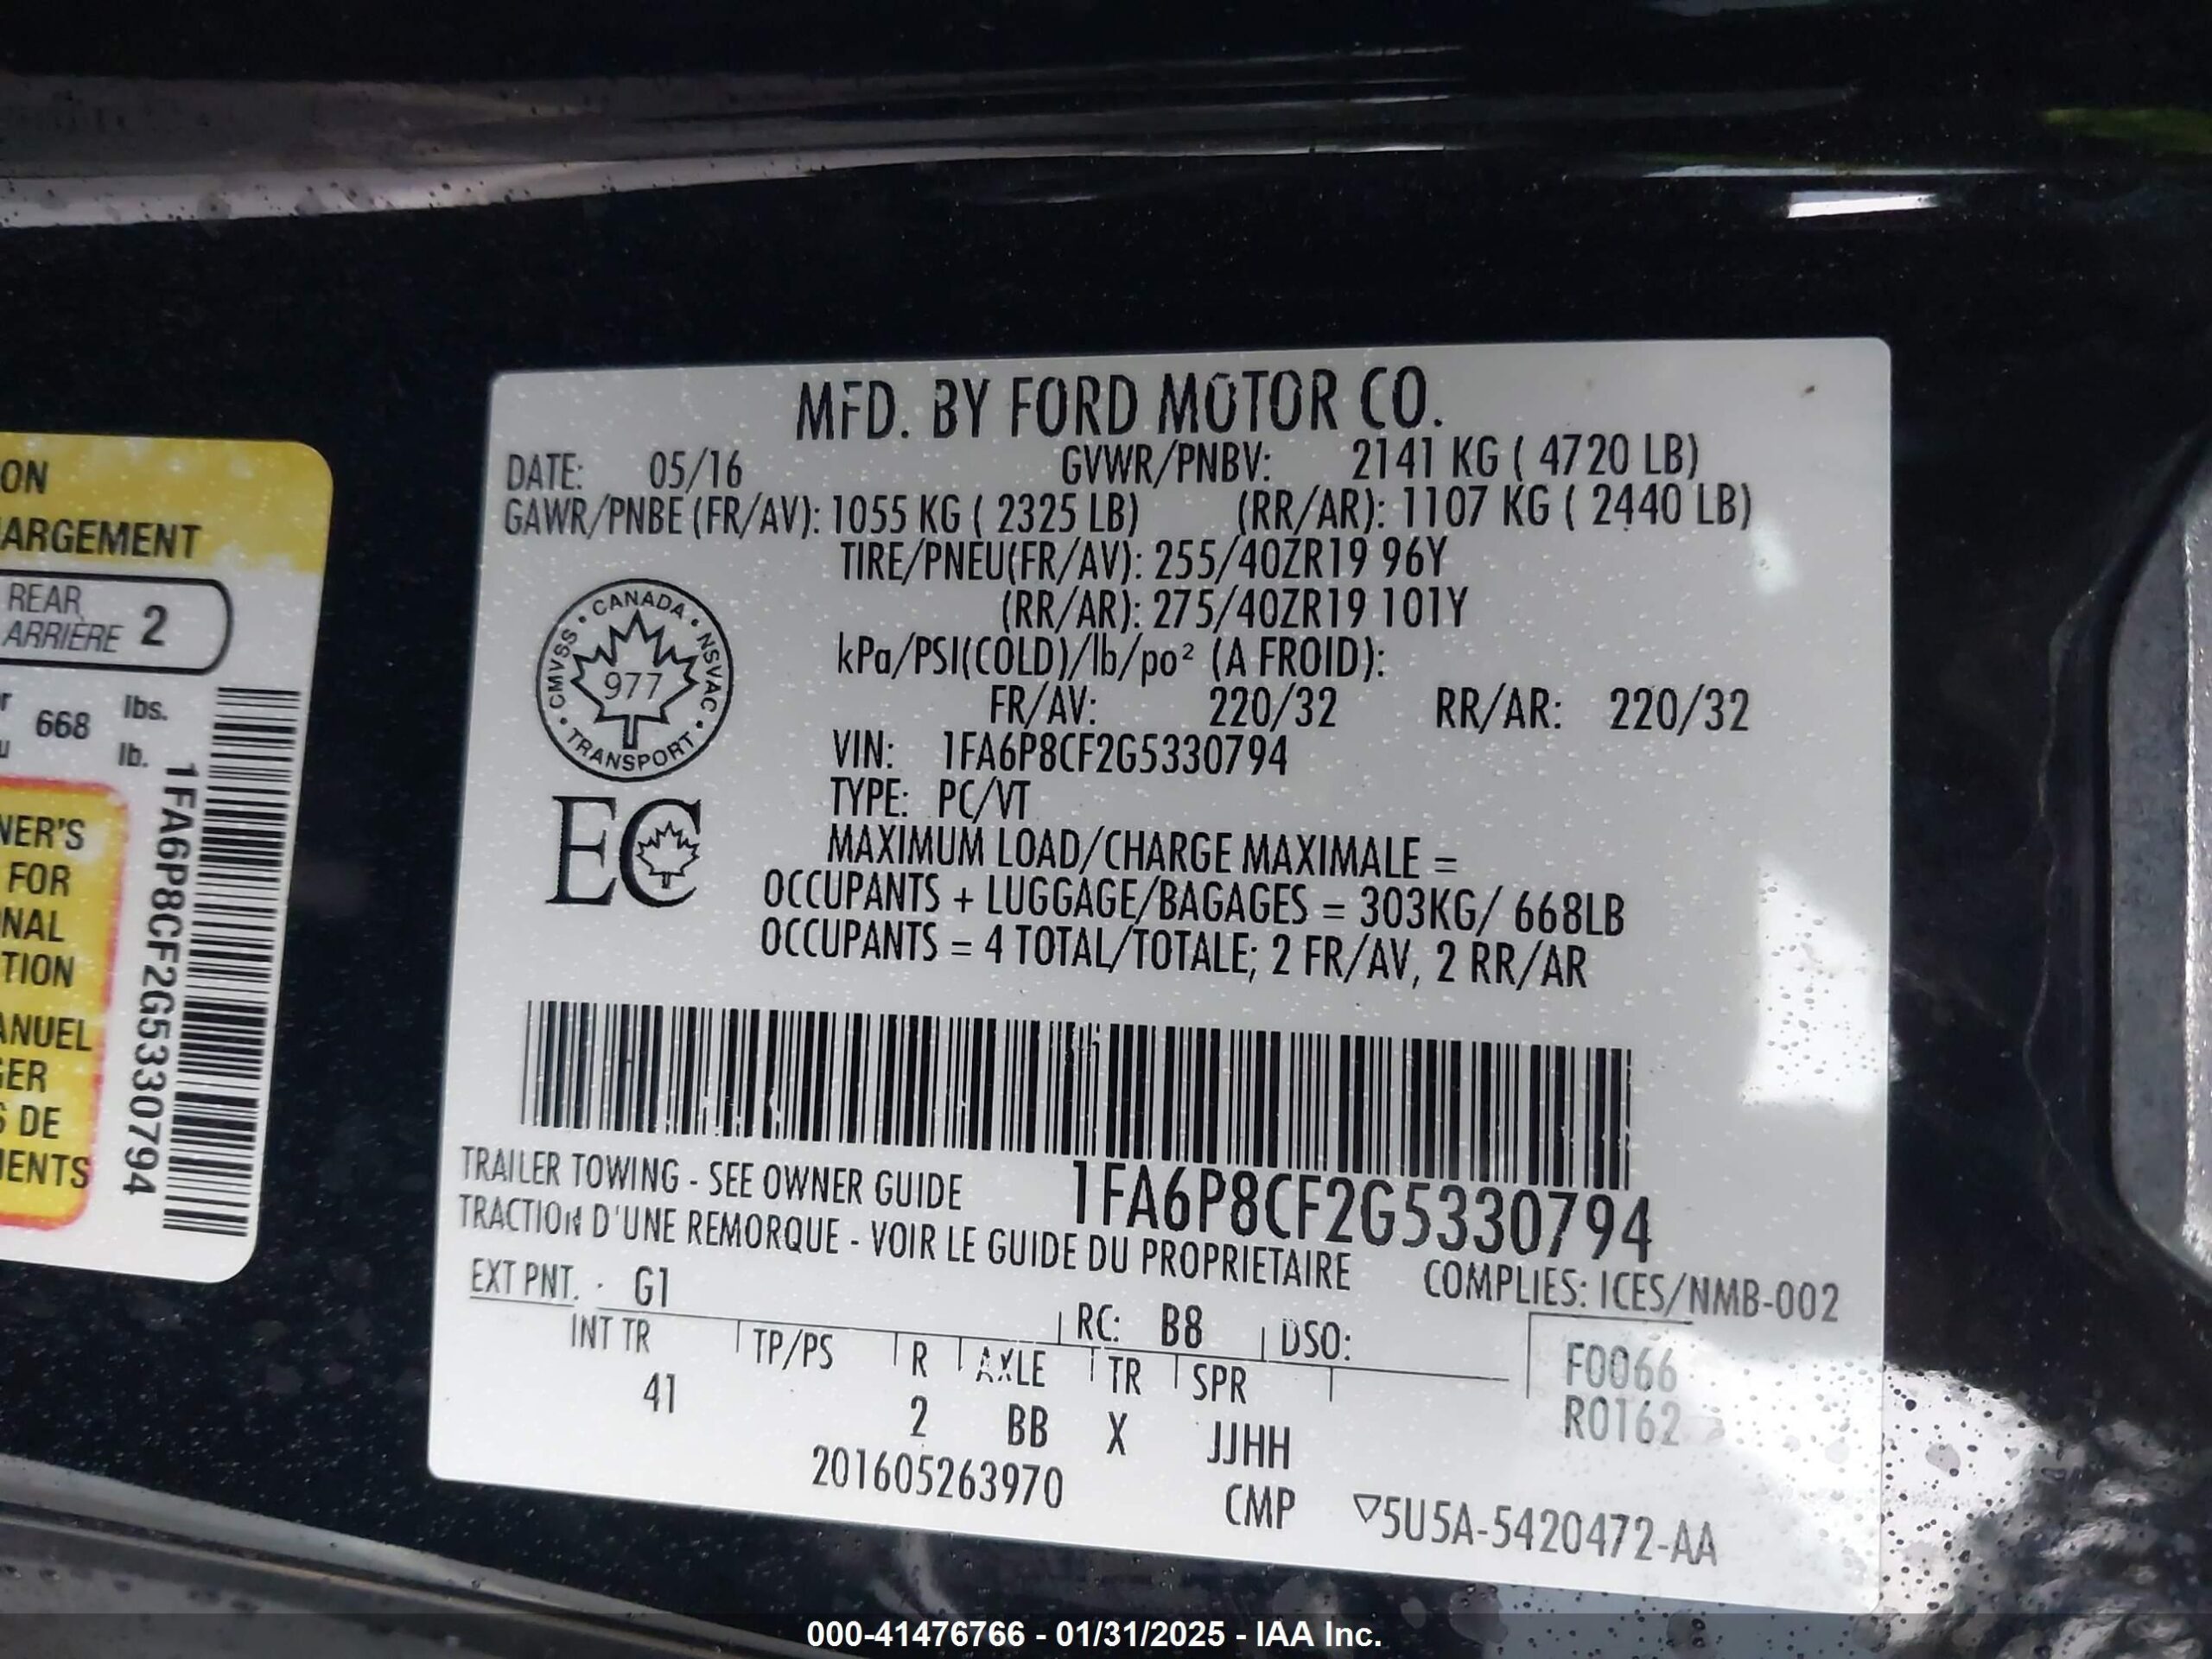 ON
ARGEMENT
REAR
ARRIÈRE 2
668 lbs.
lb.
1FA6P8CF2G5330794
NER'S
FOR
NAL
TION
ANUEL
GER
S DE
MENTS
MFD. BY FORD MOTOR CO.
DATE: 05/16 GVWR/PNBV: 2141 KG ( 4720 LB)
GAWR/PNBE (FR/AV): 1055 KG ( 2325 LB) (RR/AR): 1107 KG ( 2440 LB)
TIRE/PNEU(FR/AV): 255/40ZR19 96Y
(RR/AR): 275/40ZR19 101Y
kPa/PSI(COLD)/lb/po² (A FROID):
FR/AV: 220/32 RR/AR: 220/32
VIN: 1FA6P8CF2G5330794
TYPE: PC/VT
MAXIMUM LOAD/CHARGE MAXIMALE =
OCCUPANTS + LUGGAGE/BAGAGES = 303KG/ 668LB
OCCUPANTS = 4 TOTAL/TOTALE; 2 FR/AV, 2 RR/AR
CANADA • NSVAC • TRANSPORT • CMVSS •
977
EC
1FA6P8CF2G5330794
TRAILER TOWING - SEE OWNER GUIDE
TRACTION D'UNE REMORQUE - VOIR LE GUIDE DU PROPRIETAIRE
COMPLIES: ICES/NMB-002
EXT PNT. G1 RC: B8 DSO:
INT TR TP/PS R AXLE TR SPR
41 2 BB X JJHH
F0066
R0162
201605263970 CMP ▽5U5A-5420472-AA
000-41476766 - 01/31/2025 - IAA Inc.